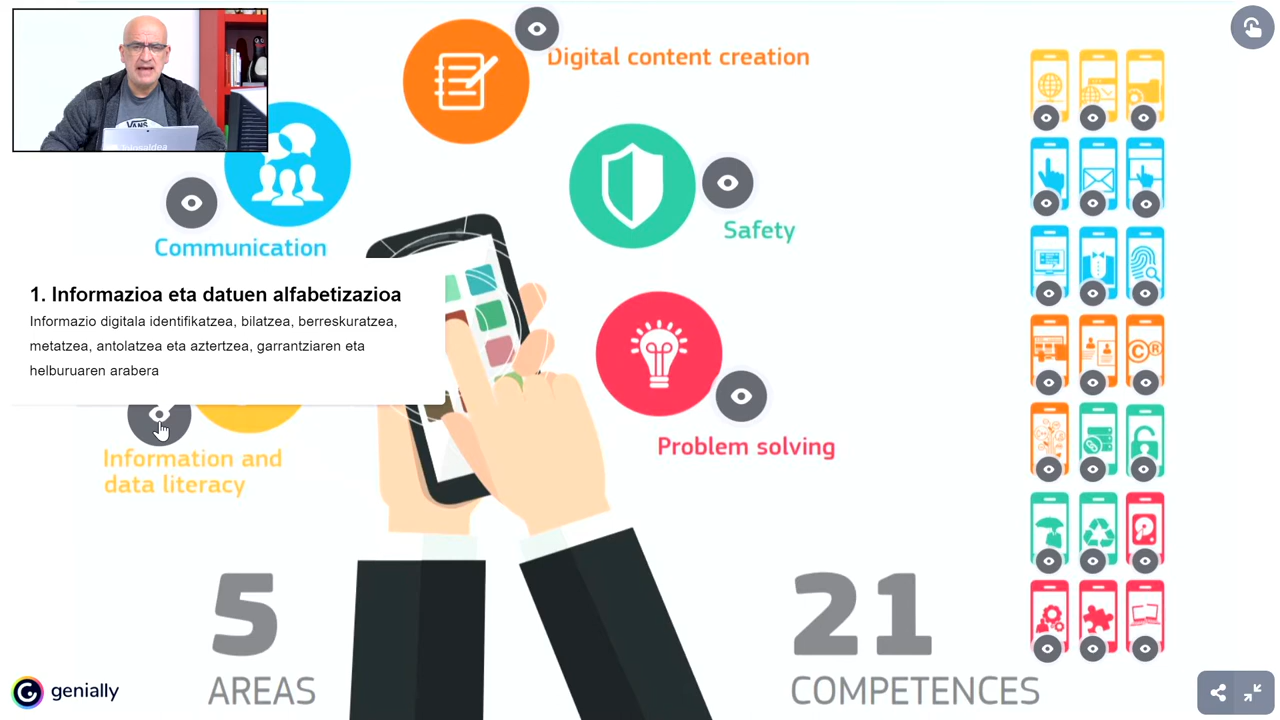 Digital content creation
VANS
Safety
Communication
1. Informazioa eta datuen alfabetizazioa
Informazio digitala identifikatzea, bilatzea, berreskuratzea,
metatzea, antolatzea eta aztertzea, garrantziaren eta
helburuaren arabera
Problem solving
Information and
data literacy
5
AREAS
21
COMPETENCES
genially